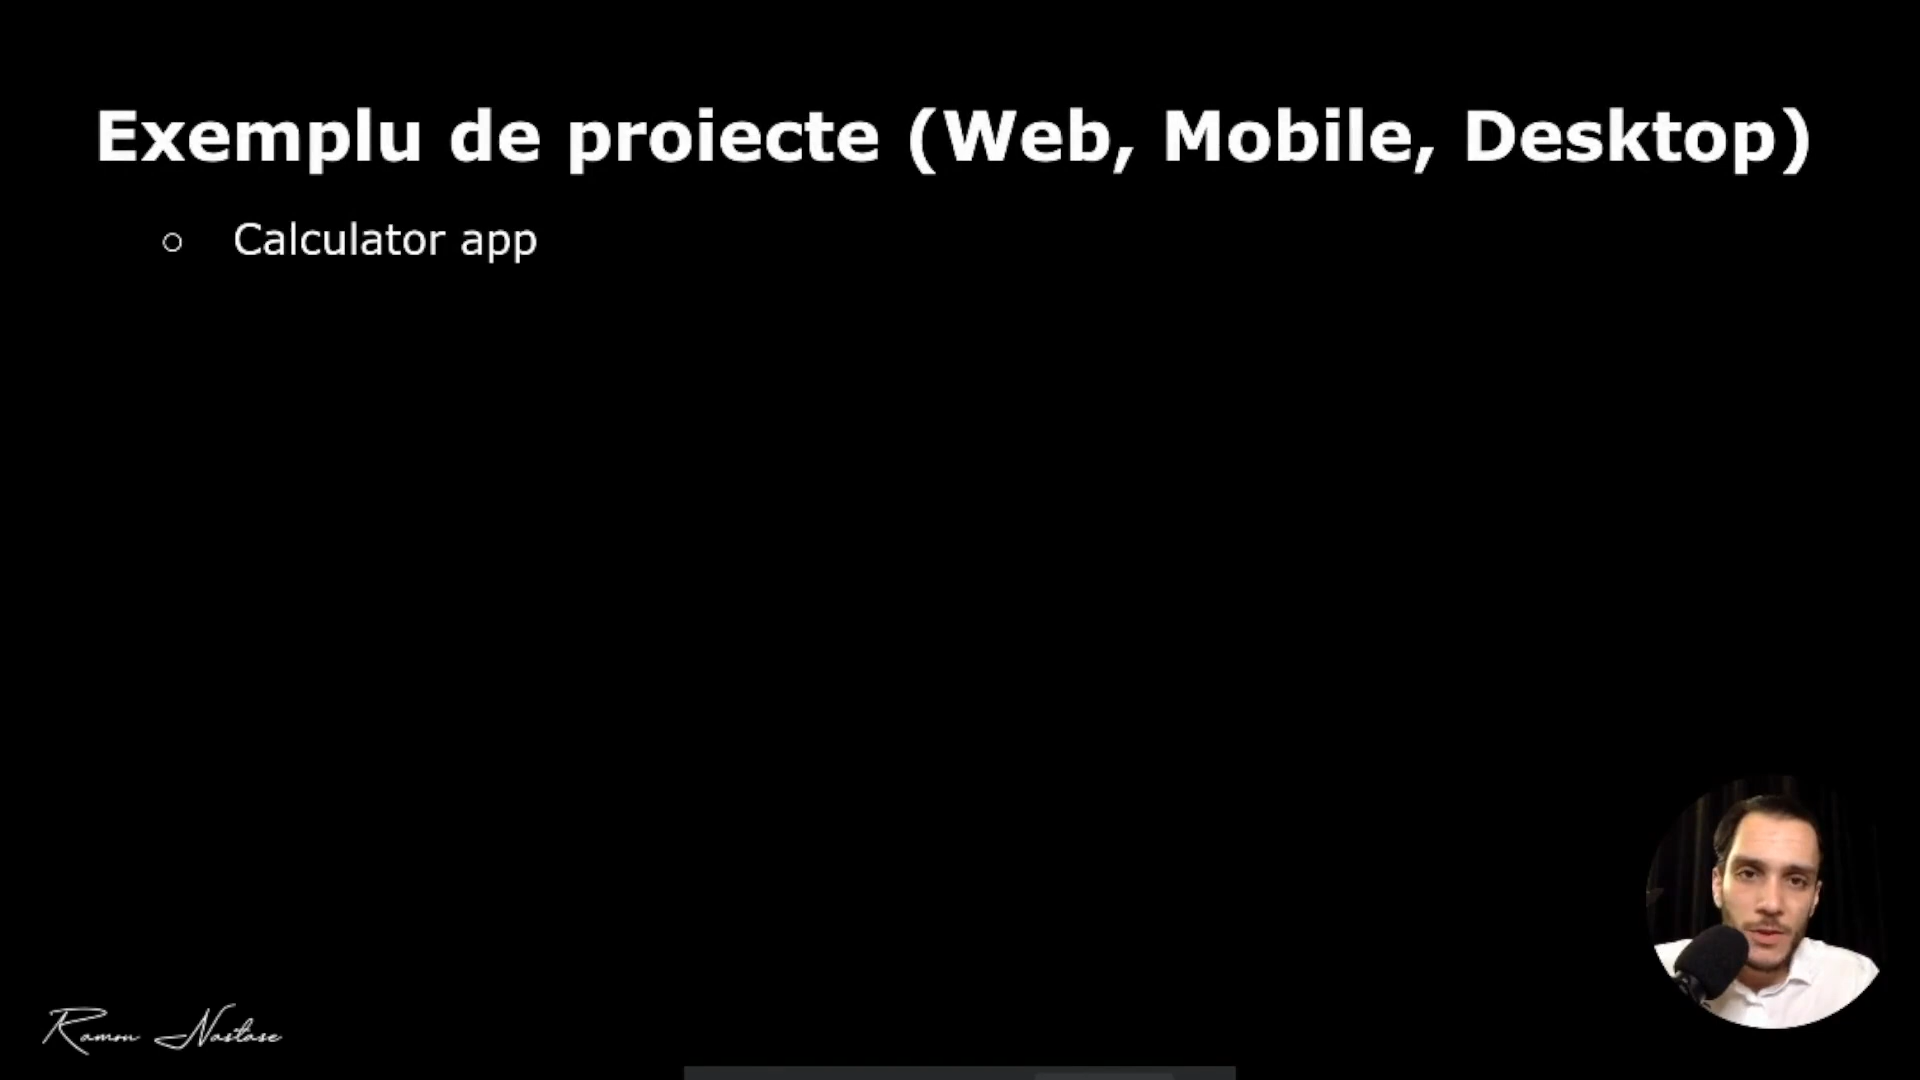 Exemplu de proiecte (Web, Mobile, Desktop)
Calculator app
Ramon Nastase